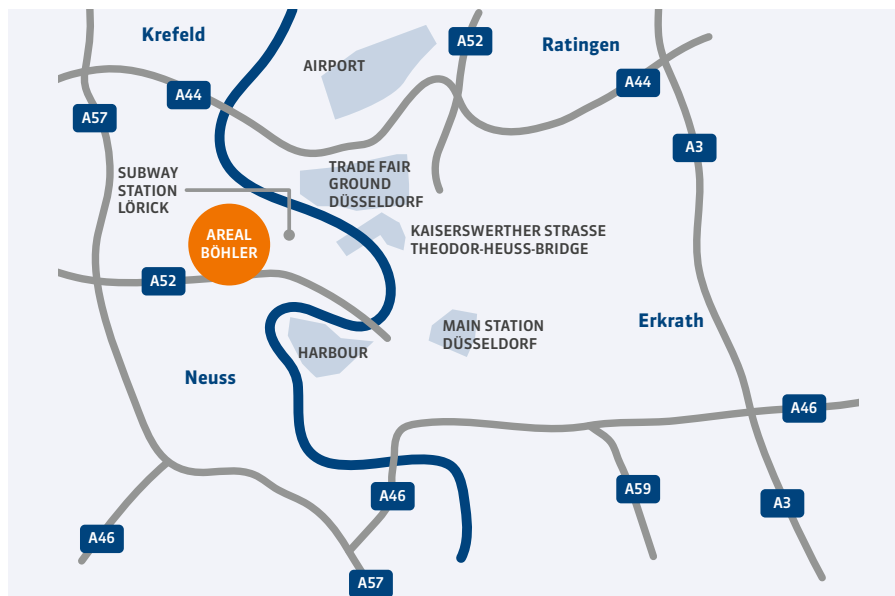 Krefeld
A52
Ratingen
AIRPORT
A44
A44
A57
A3
SUBWAY
STATION
LÖRICK
TRADE FAIR
GROUND
DÜSSELDORF
AREAL
BÖHLER
KAISERSWERTHER STRASSE
THEODOR-HEUSS-BRIDGE
A52
MAIN STATION
DÜSSELDORF
Erkrath
HARBOUR
Neuss
A46
A46
A59
A3
A46
A57